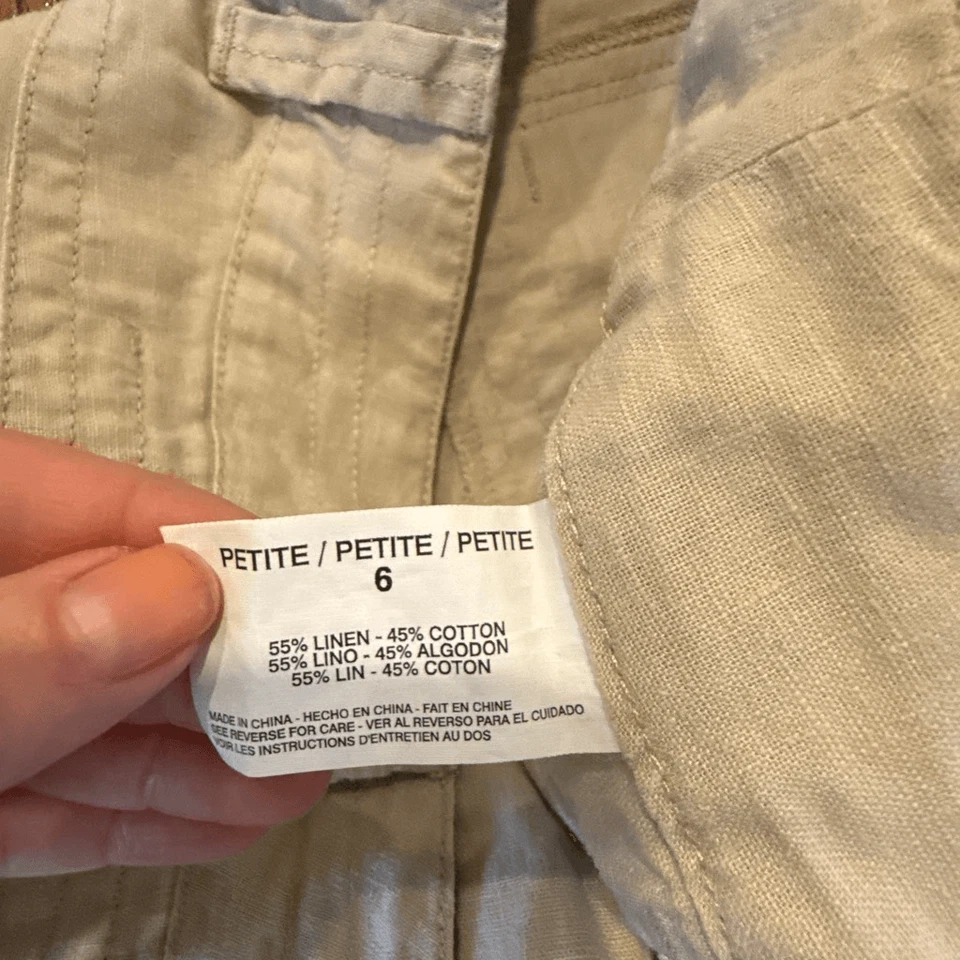 PETITE / PETITE / PETITE
6
55% LINEN - 45% COTTON
55% LINO - 45% ALGODON
55% LIN - 45% COTON
MADE IN CHINA - HECHO EN CHINA - FAIT EN CHINE
SEE REVERSE FOR CARE - VER AL REVERSO PARA EL CUIDADO
VOIR LES INSTRUCTIONS D'ENTRETIEN AU DOS